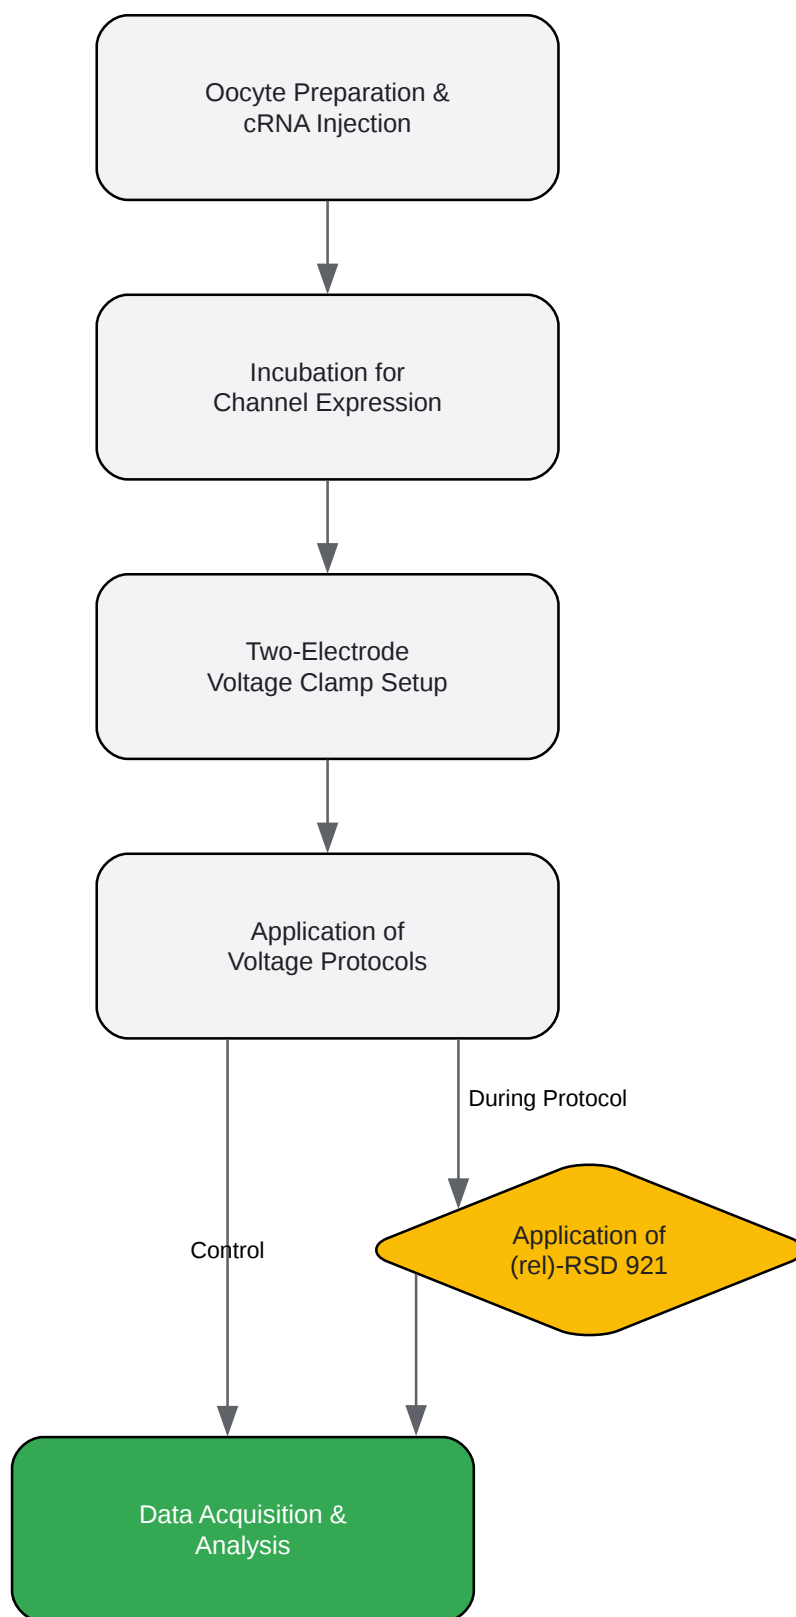 Oocyte Preparation &
cRNA Injection
Incubation for
Channel Expression
Two-Electrode
Voltage Clamp Setup
Application of
Voltage Protocols
During Protocol
Control
Application of
(rel)-RSD 921
Data Acquisition &
Analysis